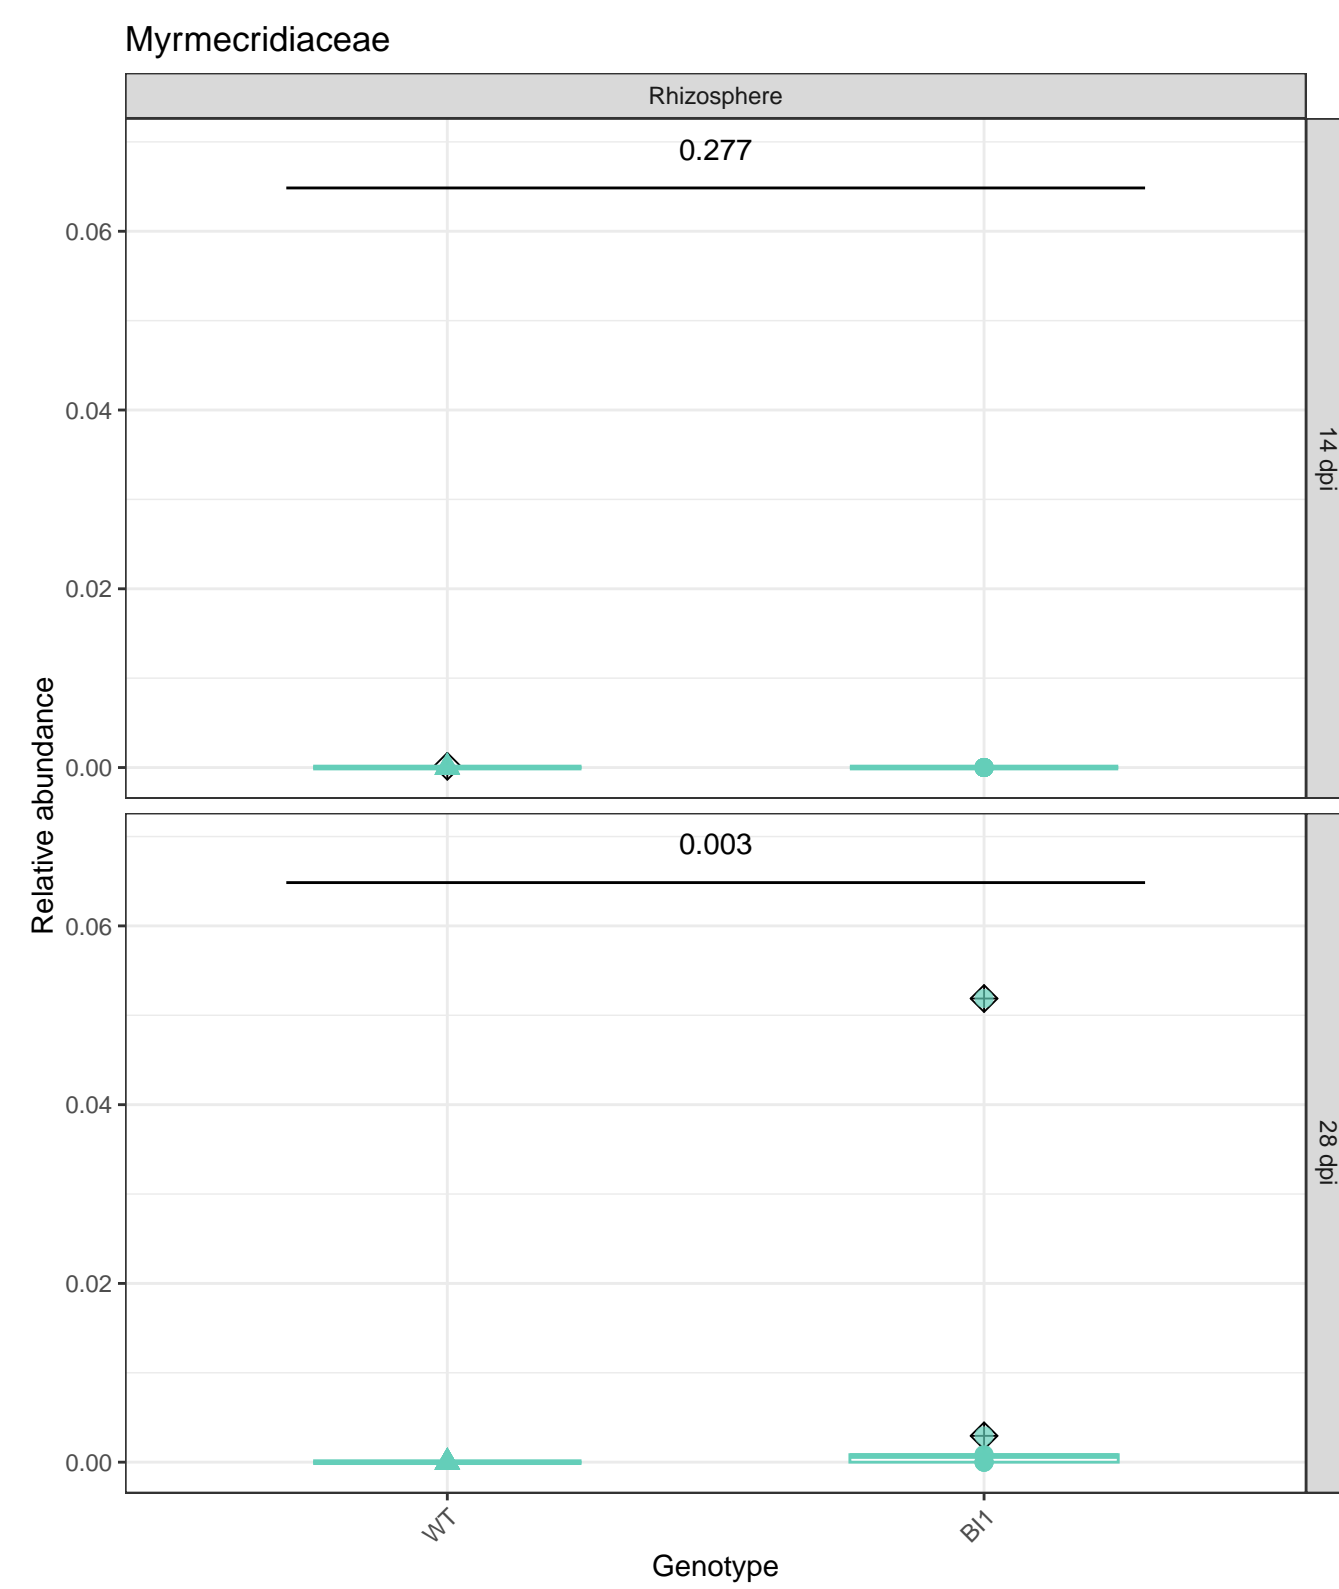 Myrmecridiaceae
Rhizosphere
0.277
0.06
0.04
0.02
0.00
14 dpi
Relative abundance
0.003
0.06
0.04
0.02
0.00
28 dpi
WT
BI1
Genotype